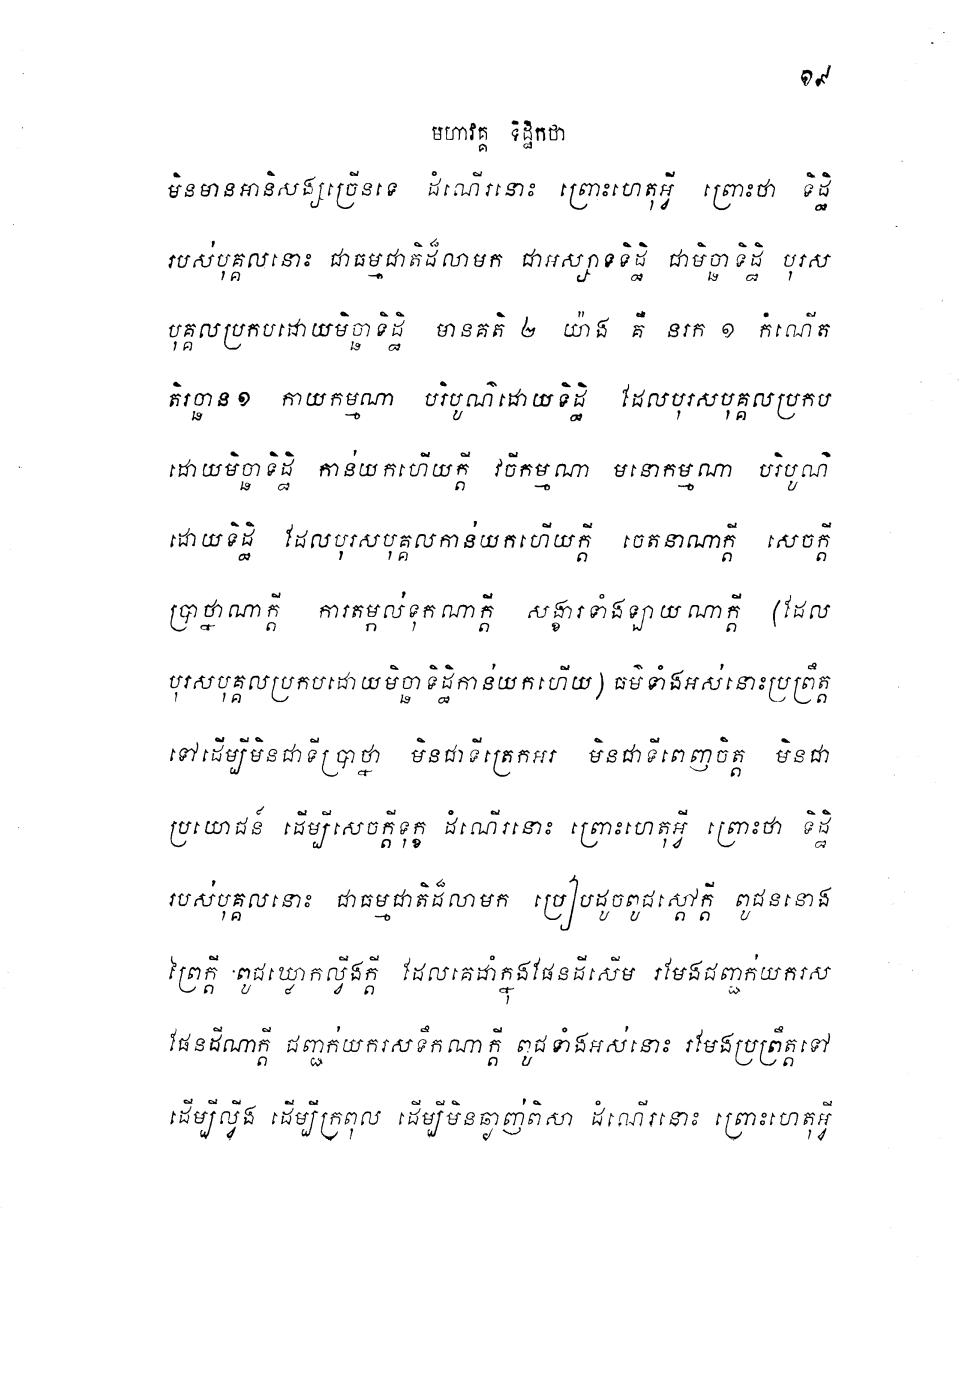 ១៩
មហាវគ្គ ទិដ្ឋិកថា
មិនមានអានិសង្សច្រើនទេ ដំណើរនោះ ព្រោះហេតុអ្វី ព្រោះថា ទិដ្ឋិ
របស់បុគ្គលនោះ ជាធម្មជាតិដ៏លាមក ជាអស្សាទទិដ្ឋិ ជាមិច្ឆាទិដ្ឋិ បុរស
បុគ្គលប្រកបដោយមិច្ឆាទិដ្ឋិ មានគតិ ២ យ៉ាង គឺ នរក ១ កំណើត
តិរច្ឆាន១ កាយកម្មណា បរិបូណ៌ដោយទិដ្ឋិ ដែលបុរសបុគ្គលប្រកប
ដោយមិច្ឆាទិដ្ឋិ កាន់យកហើយក្តី វចីកម្មណា មនោកម្មណា បរិបូណ៌
ដោយទិដ្ឋិ ដែលបុរសបុគ្គលកាន់យកហើយក្តី ចេតនាណាក្តី សេចក្តី
ប្រាថ្នាណាក្តី ការតម្កល់ទុកណាក្តី សង្ខារទាំងឡាយណាក្តី (ដែល
បុរសបុគ្គលប្រកបដោយមិច្ឆាទិដ្ឋិកាន់យកហើយ) ធម៌ទាំងអស់នោះប្រព្រឹត្ត
ទៅដើម្បីមិនជាទីប្រាថ្នា មិនជាទីត្រេកអរ មិនជាទីពេញចិត្ត មិនជា
ប្រយោជន៍ ដើម្បីសេចក្តីទុក្ខ ដំណើរនោះ ព្រោះហេតុអ្វី ព្រោះថា ទិដ្ឋិ
របស់បុគ្គលនោះ ជាធម្មជាតិដ៏លាមក ប្រៀបដូចពូជស្តៅក្តី ពូជននោង
ព្រៃក្តី ពូជឃ្លោកល្វីងក្តី ដែលគេដាំក្នុងផែនដីសើម រមែងជញ្ជក់យករស
ផែនដីណាក្តី ជញ្ជក់យករសទឹកណាក្តី ពូជទាំងអស់នោះ រមែងប្រព្រឹត្តទៅ
ដើម្បីល្វីង ដើម្បីក្រពុល ដើម្បីមិនឆ្ងាញ់ពិសា ដំណើរនោះ ព្រោះហេតុអ្វី